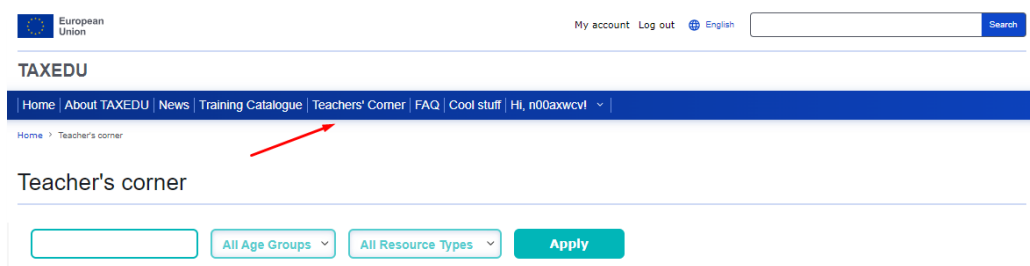 European
Union
My account Log out English Search
TAXEDU
Home About TAXEDU News Training Catalogue Teachers' Corner FAQ Cool stuff Hi, n00axwcv!
Home > Teacher's corner
Teacher's corner
All Age Groups All Resource Types Apply